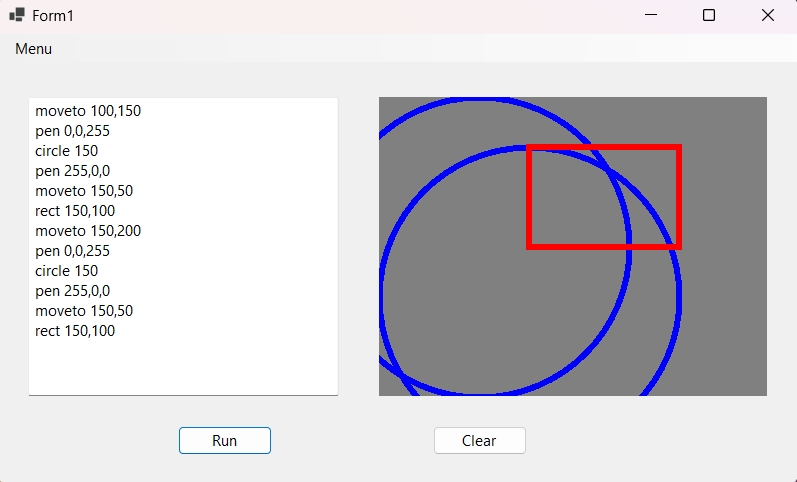 Form1
Menu
moveto 100,150
pen 0,0,255
circle 150
pen 255,0,0
moveto 150,50
rect 150,100
moveto 150,200
pen 0,0,255
circle 150
pen 255,0,0
moveto 150,50
rect 150,100
Run
Clear